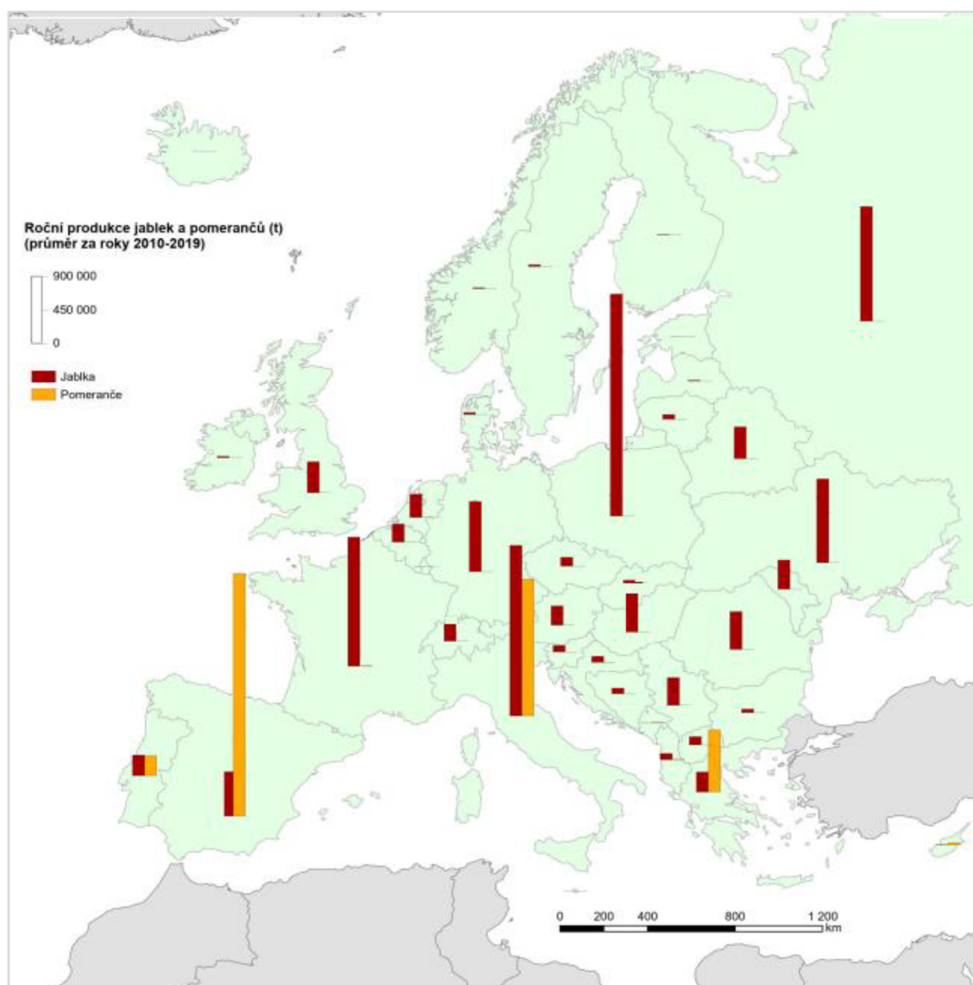 Roční produkce jablek a pomerančů (t)
(průměr za roky 2010-2019)
900 000
450 000
0
Jablka
Pomeranče
0 200 400 800 1 200
km